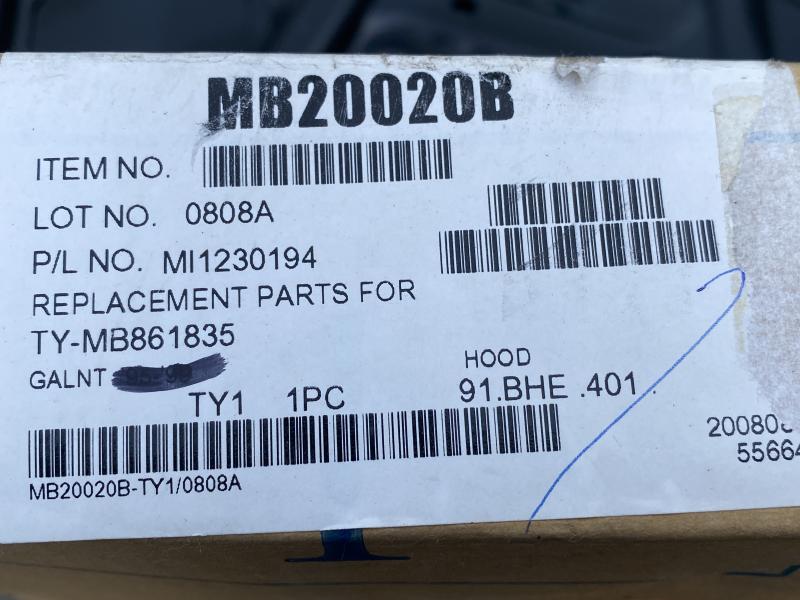 MB20020B
ITEM NO.
LOT NO. 0808A
P/L NO. MI1230194
REPLACEMENT PARTS FOR
TY-MB861835
GALNT
HOOD
TY1 1PC 91.BHE .401
MB20020B-TY1/0808A